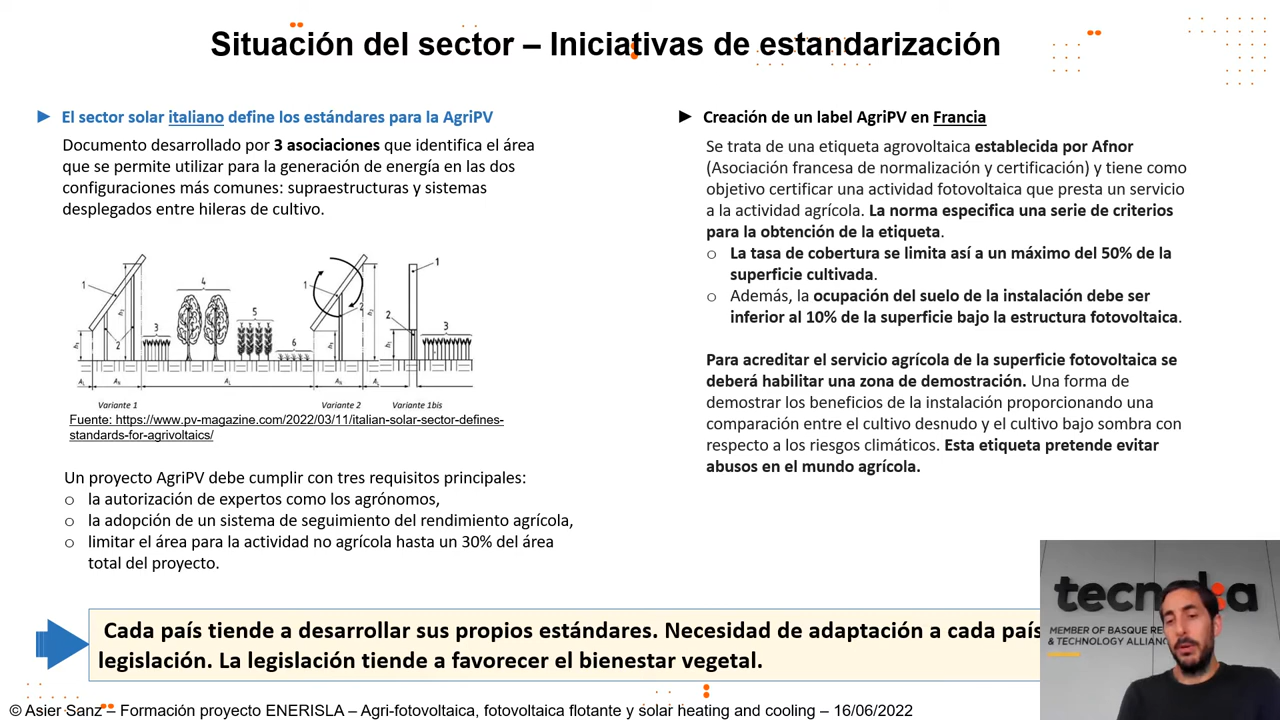 Situación del sector – Iniciativas de estandarización
► El sector solar italiano define los estándares para la AgriPV
Documento desarrollado por 3 asociaciones que identifica el área
que se permite utilizar para la generación de energía en las dos
configuraciones más comunes: supraestructuras y sistemas
desplegados entre hileras de cultivo.
1
2
3
4
5
6
1
2
1
2
3
Variante 1
Variante 2
Variante 1bis
Fuente: https://www.pv-magazine.com/2022/03/11/italian-solar-sector-defines-
standards-for-agrivoltaics/
Un proyecto AgriPV debe cumplir con tres requisitos principales:
o la autorización de expertos como los agrónomos,
o la adopción de un sistema de seguimiento del rendimiento agrícola,
o limitar el área para la actividad no agrícola hasta un 30% del área
total del proyecto.
► Creación de un label AgriPV en Francia
Se trata de una etiqueta agrovoltaica establecida por Afnor
(Asociación francesa de normalización y certificación) y tiene como
objetivo certificar una actividad fotovoltaica que presta un servicio
a la actividad agrícola. La norma especifica una serie de criterios
para la obtención de la etiqueta.
o La tasa de cobertura se limita así a un máximo del 50% de la
superficie cultivada.
o Además, la ocupación del suelo de la instalación debe ser
inferior al 10% de la superficie bajo la estructura fotovoltaica.
Para acreditar el servicio agrícola de la superficie fotovoltaica se
deberá habilitar una zona de demostración. Una forma de
demostrar los beneficios de la instalación proporcionando una
comparación entre el cultivo desnudo y el cultivo bajo sombra con
respecto a los riesgos climáticos. Esta etiqueta pretende evitar
abusos en el mundo agrícola.
Cada país tiende a desarrollar sus propios estándares. Necesidad de adaptación a cada país
legislación. La legislación tiende a favorecer el bienestar vegetal.
MEMBER OF BASQUE RE
& TECHNOLOGY ALLIANC
© Asier Sanz – Formación proyecto ENERISLA – Agri-fotovoltaica, fotovoltaica flotante y solar heating and cooling – 16/06/2022